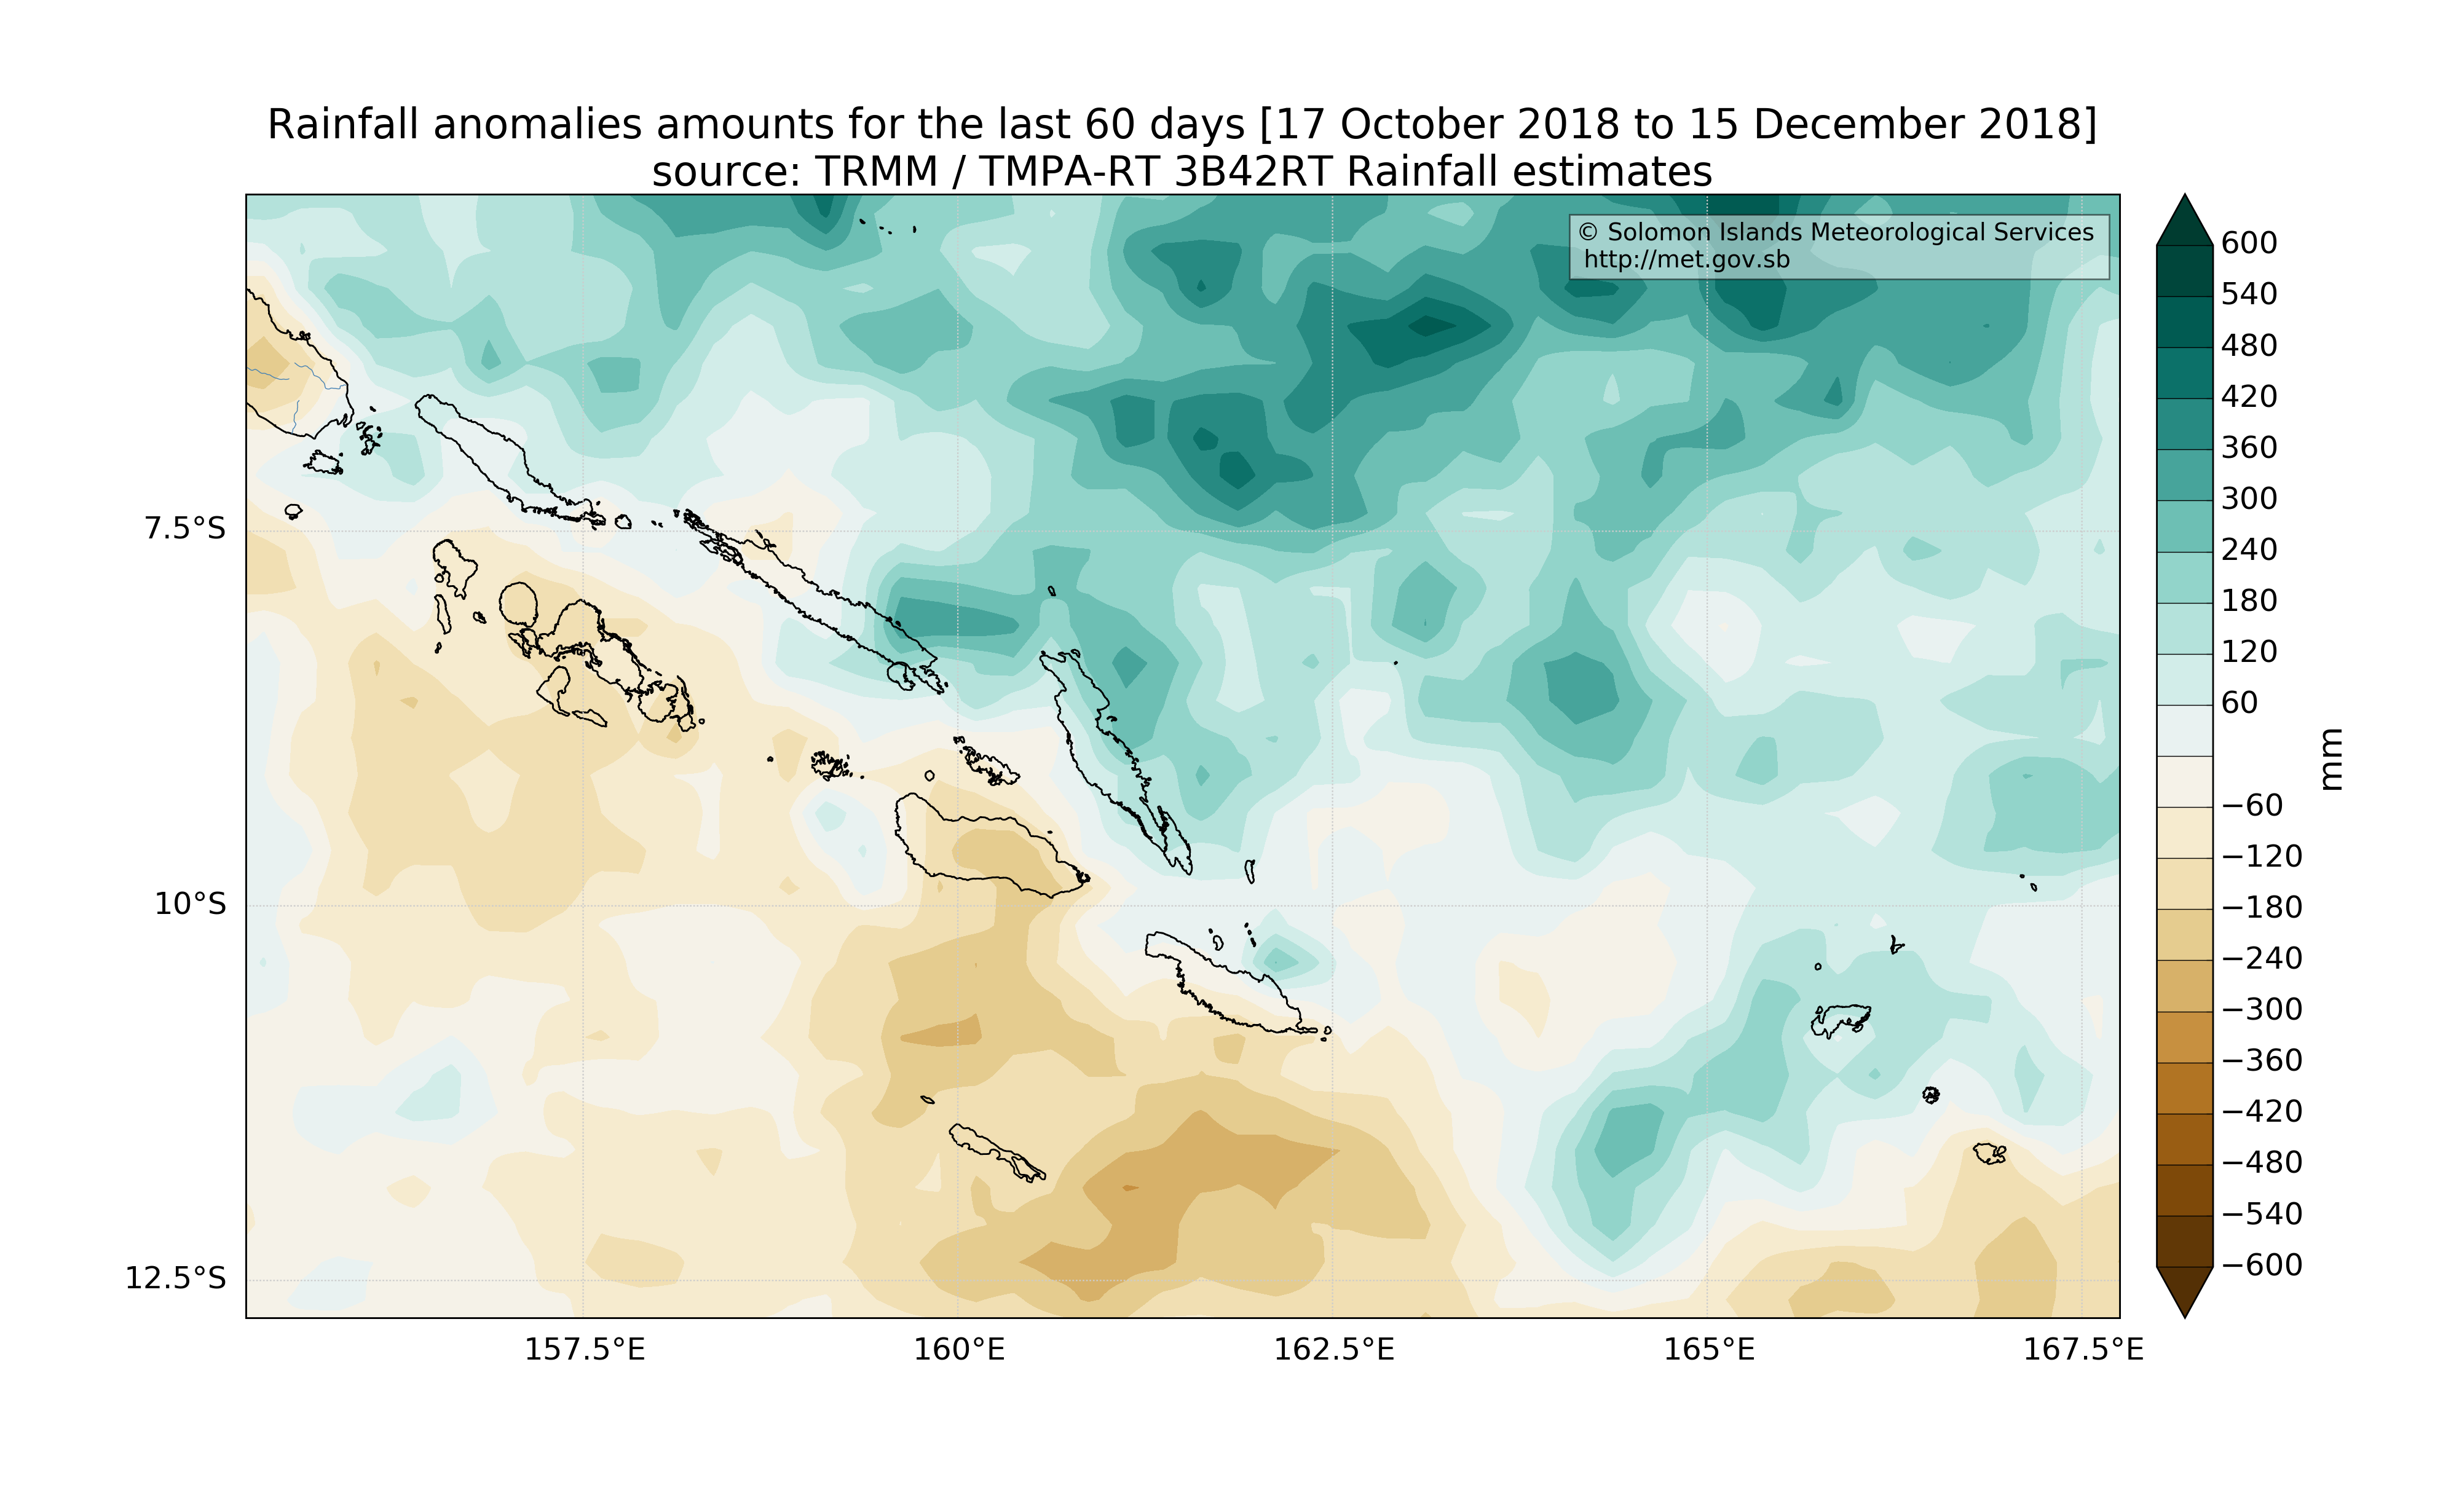 Rainfall anomalies amounts for the last 60 days [17 October 2018 to 15 December 2018]
source: TRMM / TMPA-RT 3B42RT Rainfall estimates
© Solomon Islands Meteorological Services
http://met.gov.sb
7.5°S
10°S
12.5°S
157.5°E
160°E
162.5°E
165°E
167.5°E
600
540
480
420
360
300
240
180
120
60
−60
−120
−180
−240
−300
−360
−420
−480
−540
−600
mm